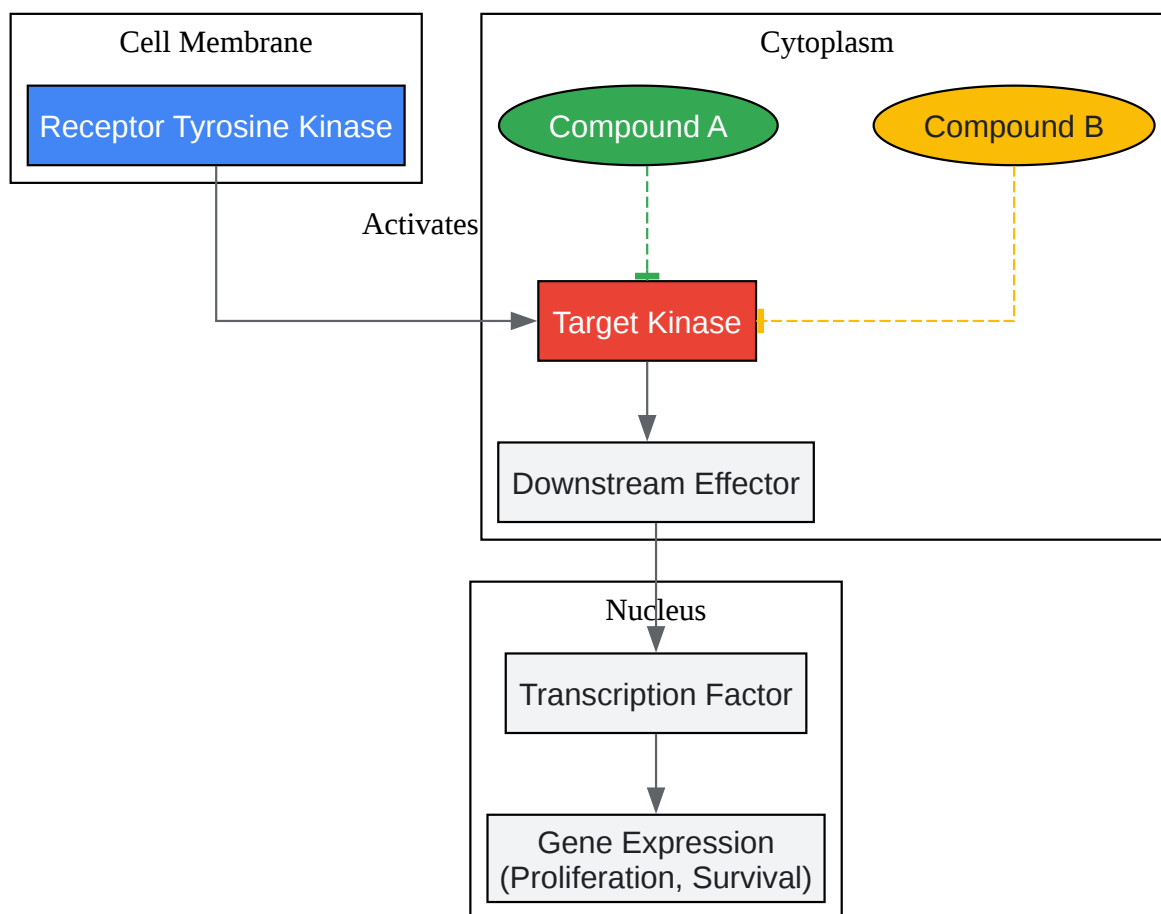 Cell Membrane
Cytoplasm
Receptor Tyrosine Kinase
Compound A
Compound B
Activates
Target Kinase
Downstream Effector
Nucleus
Transcription Factor
Gene Expression
(Proliferation, Survival)